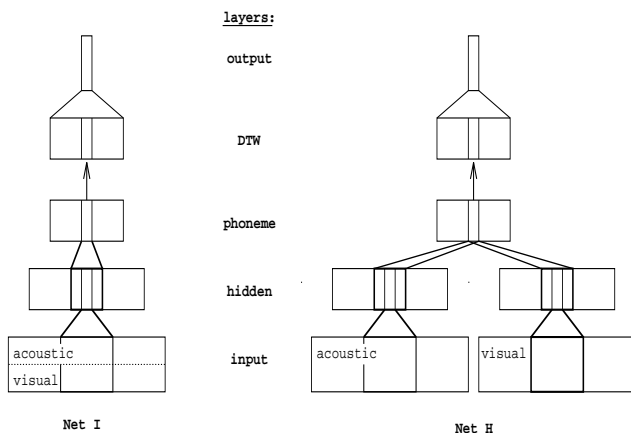 layers:
output
DTW
phoneme
hidden
acoustic
visual
input
acoustic
visual
Net I
Net H